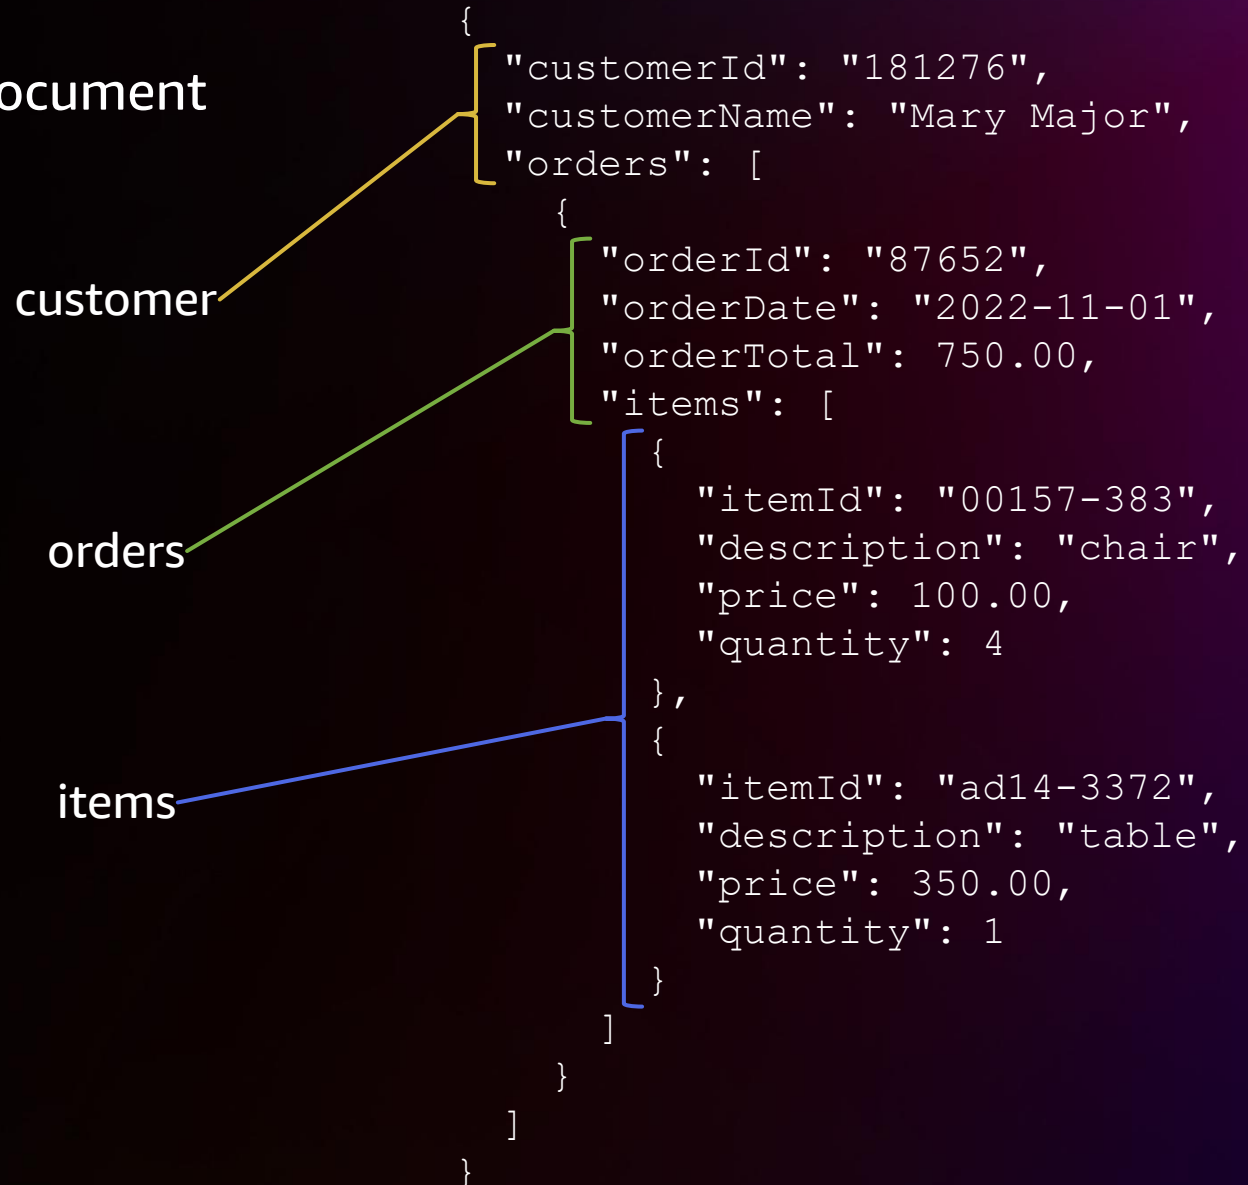 ocument
customer
orders
items
{
"customerId": "181276",
"customerName": "Mary Major",
"orders": [
{
"orderId": "87652",
"orderDate": "2022-11-01",
"orderTotal": 750.00,
"items": [
{
"itemId": "00157-383",
"description": "chair",
"price": 100.00,
"quantity": 4
},
{
"itemId": "ad14-3372",
"description": "table",
"price": 350.00,
"quantity": 1
}
]
}
]
}